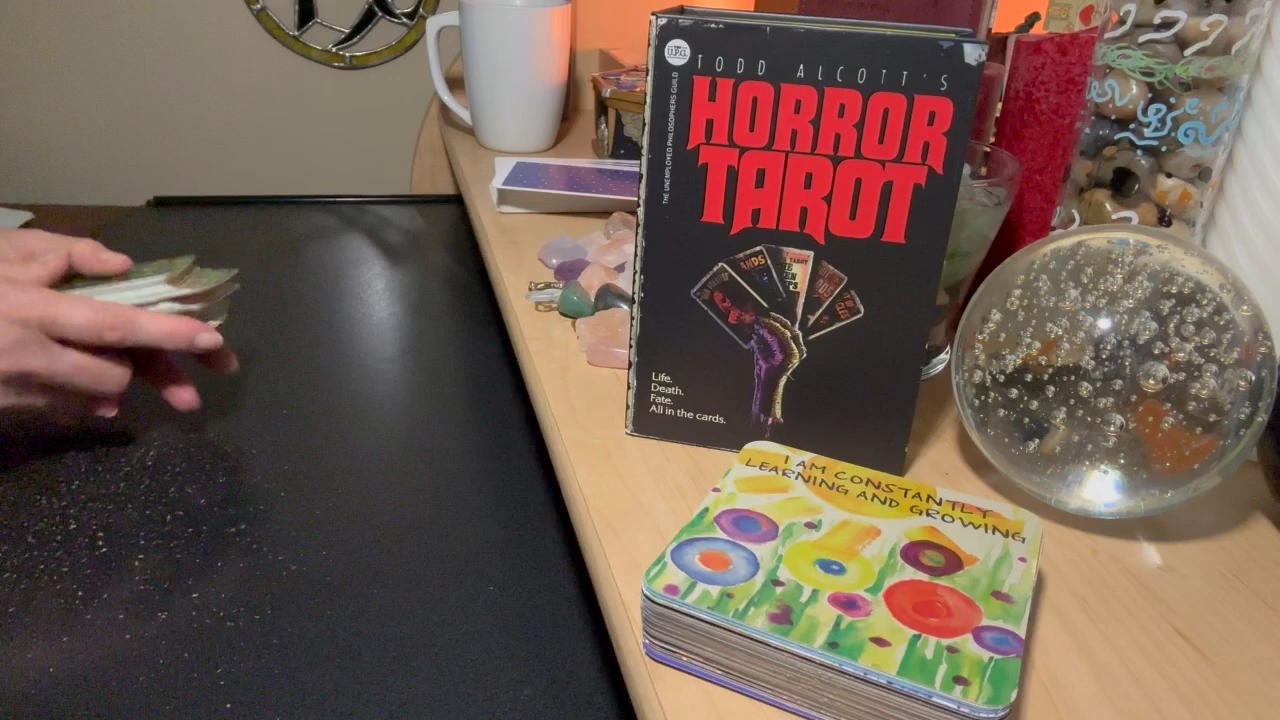 U.P.G.
TODD ALCOTT'S
HORROR
TAROT
THE UNEMPLOYED PHILOSOPHERS GUILD
WANDS
Life.
Death.
Fate.
All in the cards.
I AM CONSTANTLY
LEARNING AND GROWING